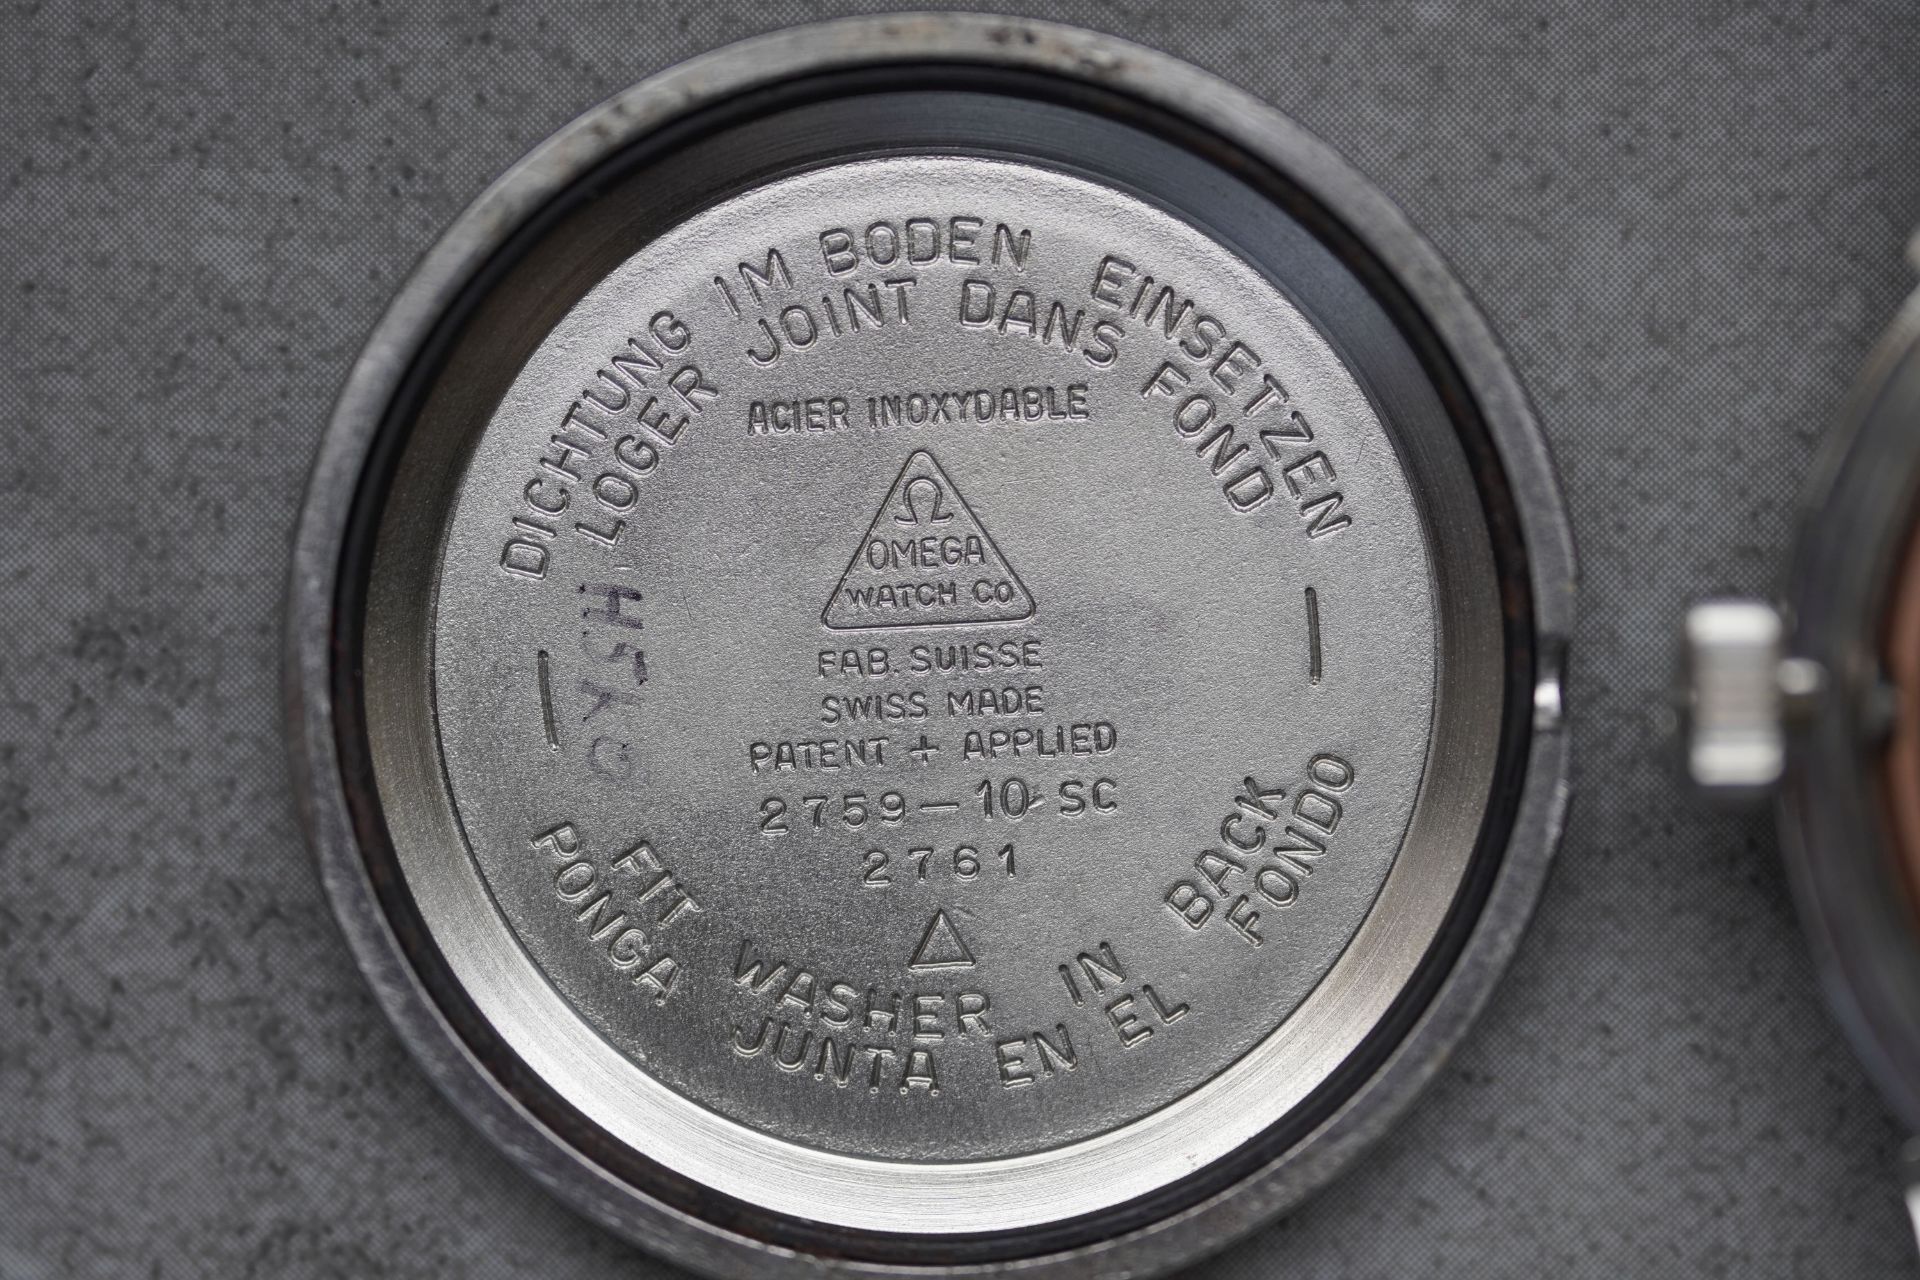 DICHTUNG IM BODEN EINSETZEN
LOGER JOINT DANS FOND
ACIER INOXYDABLE
Ω
OMEGA
WATCH CO
FAB. SUISSE
SWISS MADE
PATENT + APPLIED
2759-10 SC
2761
FIT WASHER IN BACK
PONGA JUNTA EN EL FONDO